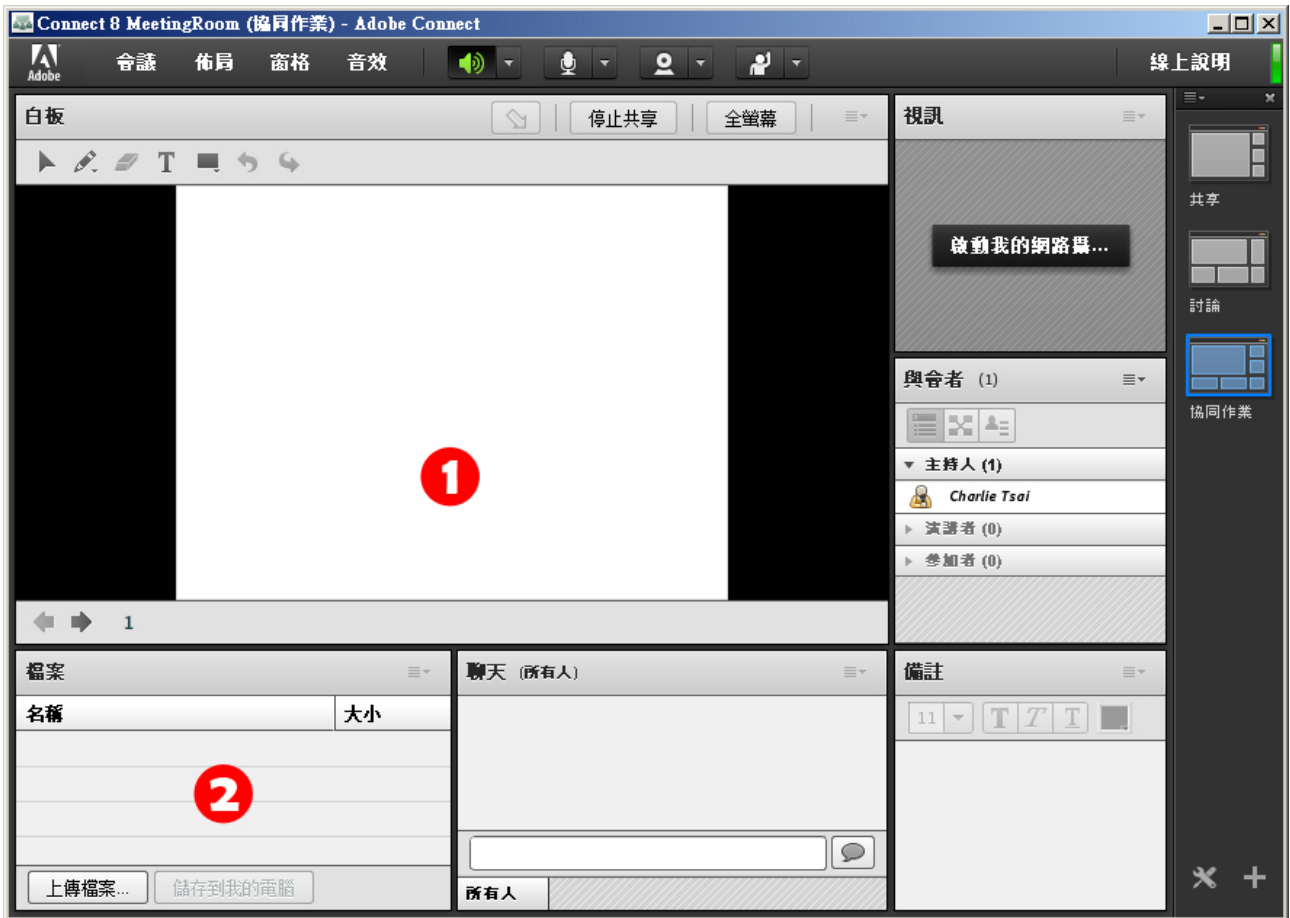 Connect 8 MeetingRoom (協同作業) - Adobe Connect
Adobe 會議 佈局 窗格 音效 線上說明
白板 停止共享 全螢幕
T
1
1
視訊
啟動我的網路攝...
與會者 (1)
主持人 (1)
Charlie Tsai
演講者 (0)
參加者 (0)
共享
討論
協同作業
檔案
名稱 大小
2
上傳檔案... 儲存到我的電腦
聊天 (所有人)
所有人
備註
11 T T T